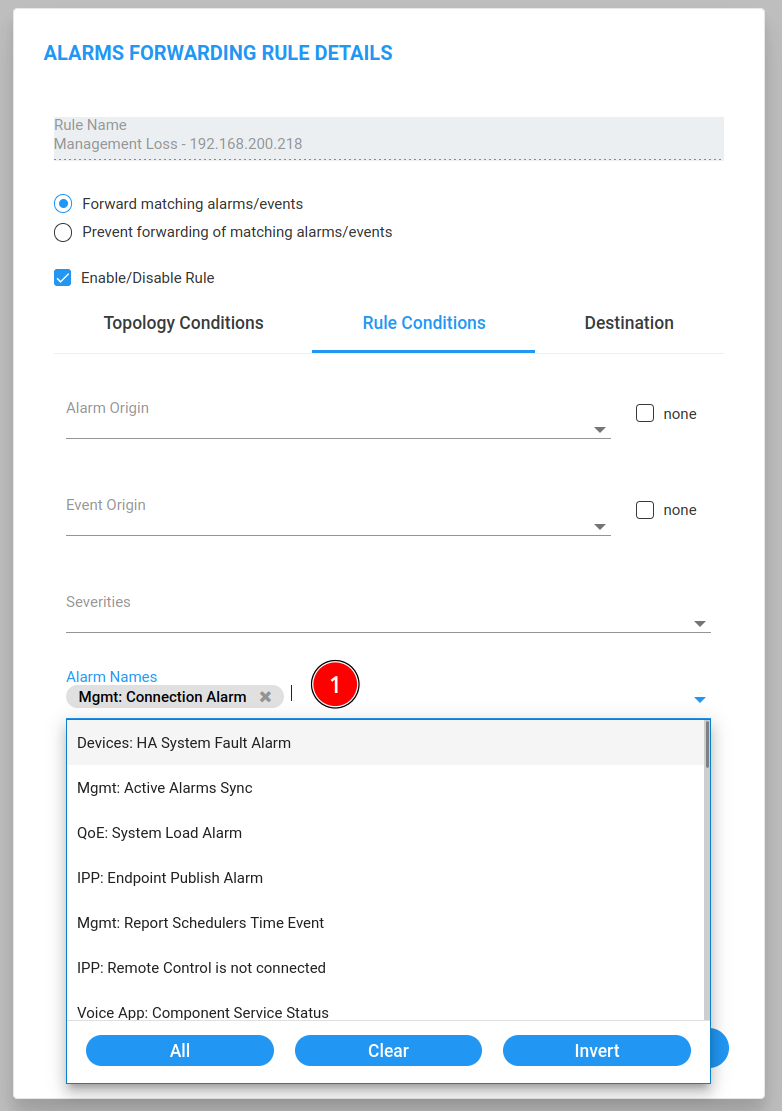 ALARMS FORWARDING RULE DETAILS
Rule Name
Management Loss - 192.168.200.218
Forward matching alarms/events
Prevent forwarding of matching alarms/events
Enable/Disable Rule
Topology Conditions Rule Conditions Destination
Alarm Origin
none
Event Origin
none
Severities
Alarm Names
Mgmt: Connection Alarm
1
Devices: HA System Fault Alarm
Mgmt: Active Alarms Sync
QoE: System Load Alarm
IPP: Endpoint Publish Alarm
Mgmt: Report Schedulers Time Event
IPP: Remote Control is not connected
Voice App: Component Service Status
All Clear Invert